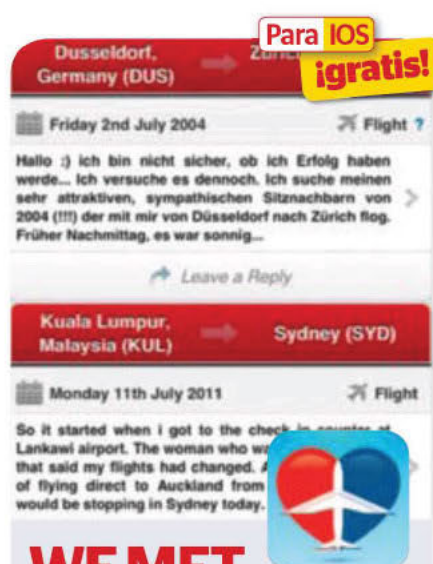 Para IOS
¡gratis!
Dusseldorf,
Germany (DUS)
Friday 2nd July 2004
Flight ?
Hallo :) ich bin nicht sicher, ob ich Erfolg haben
werde... Ich versuche es dennoch. Ich suche meinen
sehr attraktiven, sympathischen Sitznachbarn von
2004 (!!!) der mit mir von Düsseldorf nach Zürich flog.
Früher Nachmittag, es war sonnig...
Leave a Reply
Kuala Lumpur,
Malaysia (KUL)
Sydney (SYD)
Monday 11th July 2011
Flight
So it started when i got to the check in counter at
Lankawi airport. The woman who
that said my flights had changed.
of flying direct to Auckland from
would be stopping in Sydney today.
WE MET